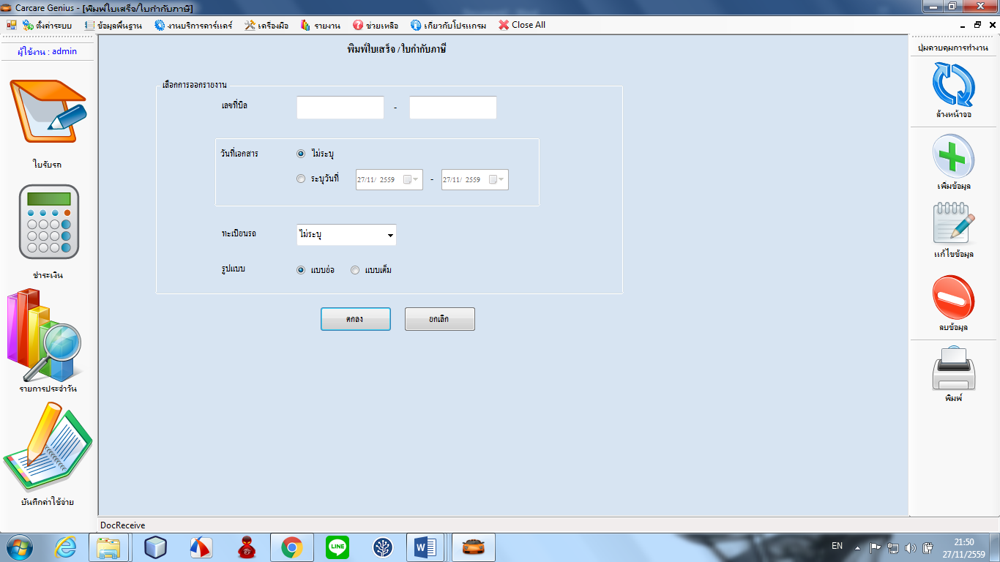 Carcare Genius - [พิมพ์ใบเสร็จ/ใบกำกับภาษี]
ตั้งค่าระบบ ข้อมูลพื้นฐาน งานบริการคาร์แคร์ เครื่องมือ รายงาน ช่วยเหลือ เกี่ยวกับโปรแกรม Close All
ผู้ใช้งาน : admin
ใบรับรถ
ชำระเงิน
รายการประจำวัน
บันทึกค่าใช้จ่าย
พิมพ์ใบเสร็จ / ใบกำกับภาษี
เลือกการออกรายงาน
เลขที่บิล -
วันที่เอกสาร ไม่ระบุ
ระบุวันที่ 27/11/ 2559 - 27/11/ 2559
ทะเบียนรถ ไม่ระบุ
รูปแบบ แบบย่อ แบบเต็ม
ตกลง ยกเลิก
ปุ่มควบคุมการทำงาน
ล้างหน้าจอ
เพิ่มข้อมูล
แก้ไขข้อมูล
ลบข้อมูล
พิมพ์
DocReceive
LINE
EN 21:50
27/11/2559